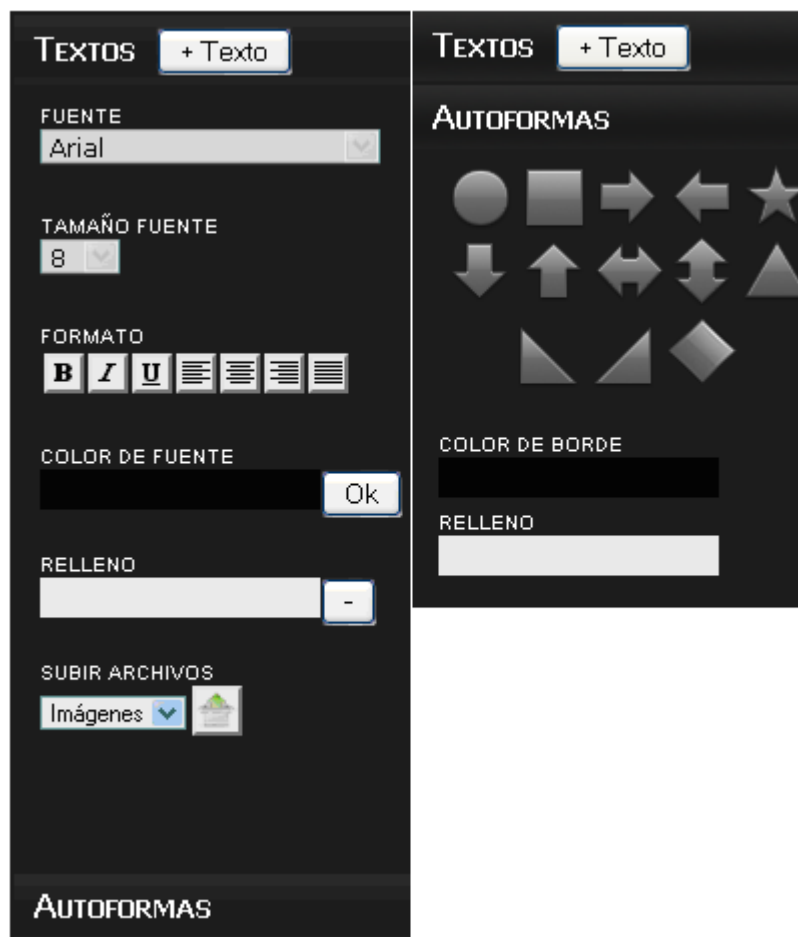 TEXTOS + Texto
FUENTE
Arial
TAMAÑO FUENTE
8
FORMATO
B I U
COLOR DE FUENTE
Ok
RELLENO
-
SUBIR ARCHIVOS
Imágenes
AUTOFORMAS
TEXTOS + Texto
AUTOFORMAS
COLOR DE BORDE
RELLENO